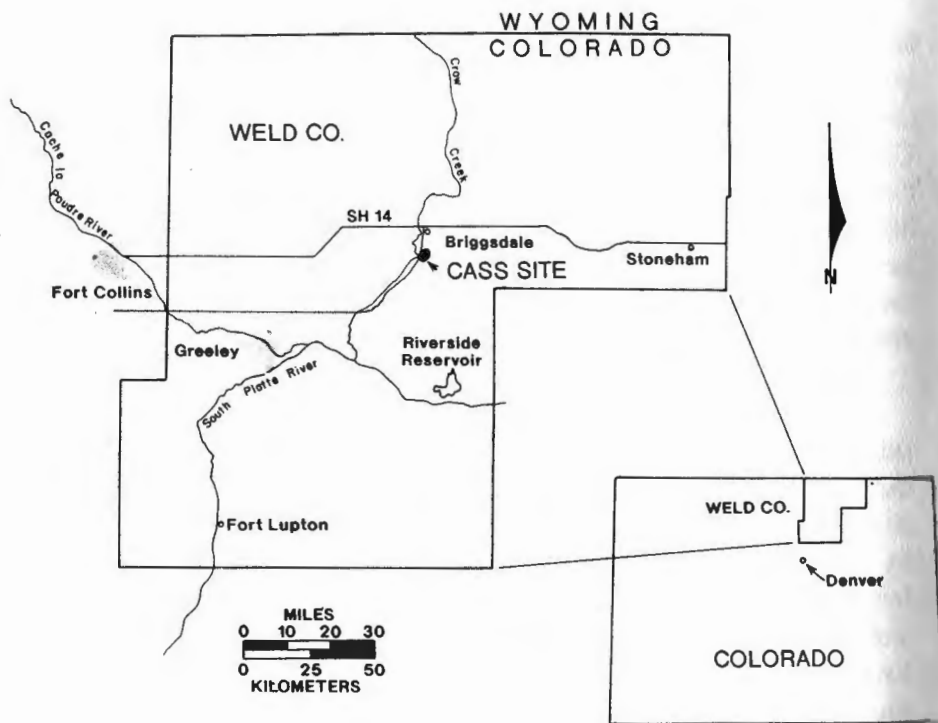 WYOMING
COLORADO
Crow
Creek
WELD CO.
Cache la
Poudre River
SH 14
Briggsdale
CASS SITE
Stoneham
N
Fort Collins
Greeley
Riverside
Reservoir
South Platte River
WELD CO.
Fort Lupton
Denver
MILES
0 10 20 30
0 25 50
KILOMETERS
COLORADO